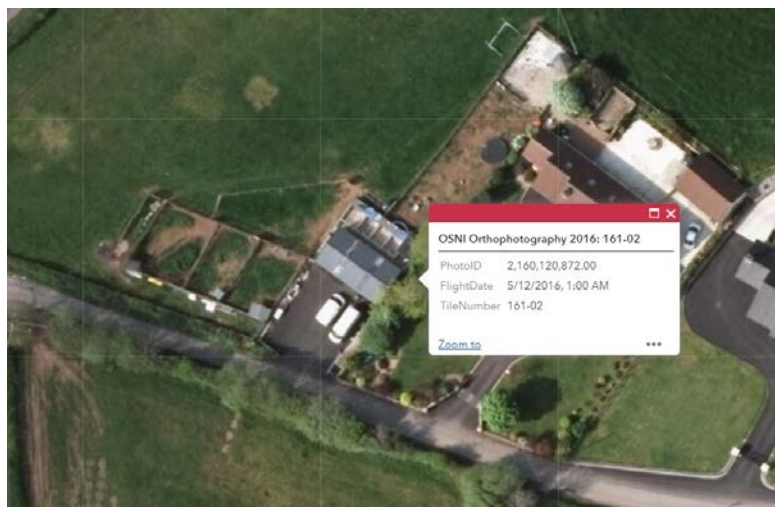 OSNI Orthophotography 2016: 161-02
PhotoID 2,160,120,872.00
FlightDate 5/12/2016, 1:00 AM
TileNumber 161-02
Zoom to